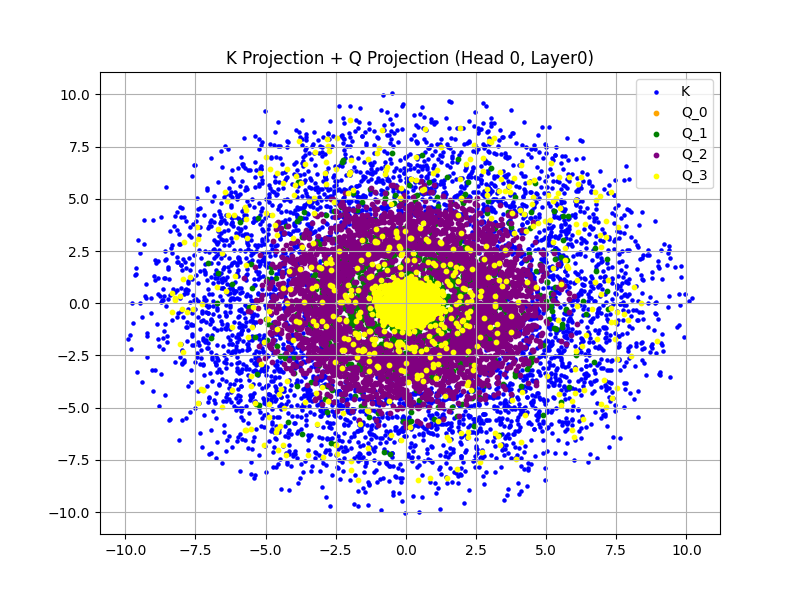 K Projection + Q Projection (Head 0, Layer0)
K
Q_0
Q_1
Q_2
Q_3
10.0
7.5
5.0
2.5
0.0
−2.5
−5.0
−7.5
−10.0
−10.0 −7.5 −5.0 −2.5 0.0 2.5 5.0 7.5 10.0